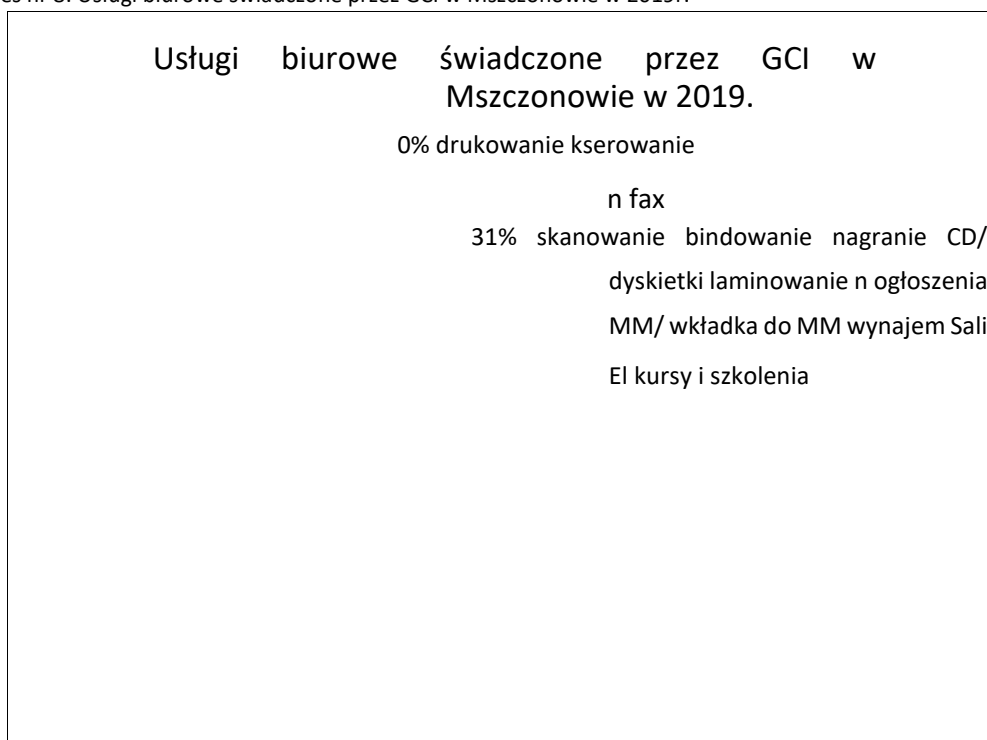 Usługi biurowe świadczone przez GCI w
Mszczonowie w 2019.
0% drukowanie kserowanie
n fax
31% skanowanie bindowanie nagranie CD/
dyskietki laminowanie n ogłoszenia
MM/ wkładka do MM wynajem Sali
El kursy i szkolenia